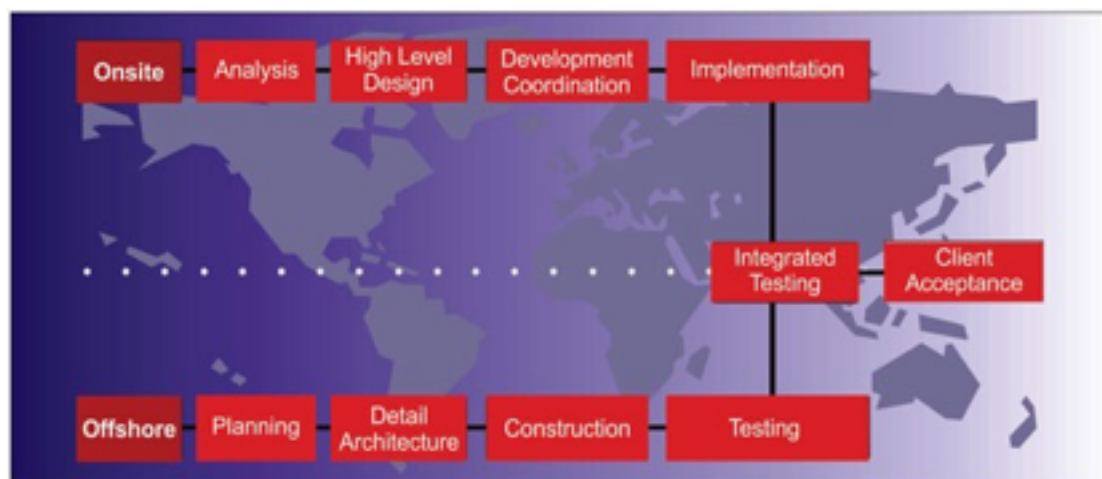 Onsite
Analysis
High Level
Design
Development
Coordination
Implementation
Integrated
Testing
Client
Acceptance
Offshore
Planning
Detail
Architecture
Construction
Testing